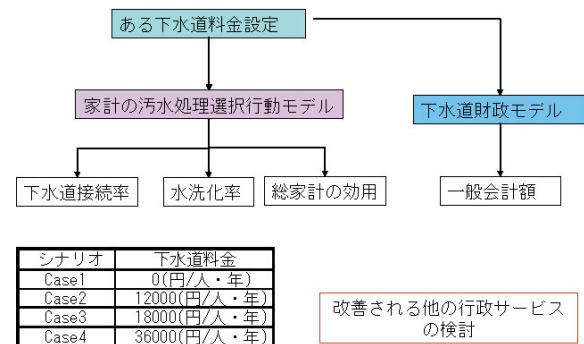 ある下水道料金設定
家計の汚水処理選択行動モデル
下水道財政モデル
下水道接続率
水洗化率
総家計の効用
一般会計額
シナリオ 下水道料金
Case1 0(円/人・年)
Case2 12000(円/人・年)
Case3 18000(円/人・年)
Case4 36000(円/人・年)
改善される他の行政サービス
の検討